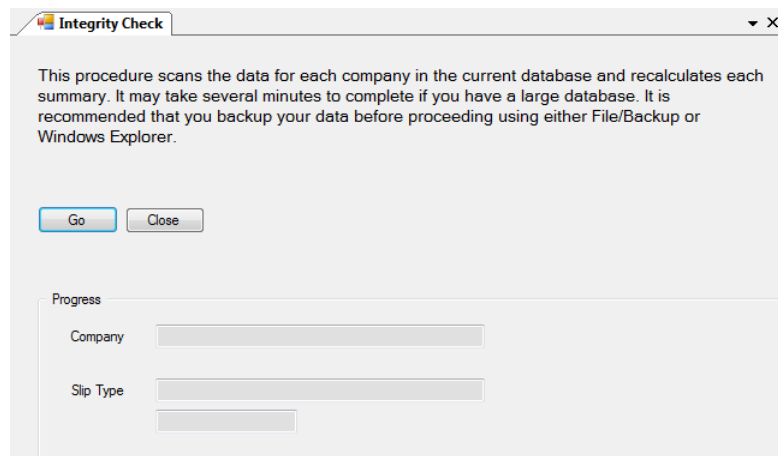 Integrity Check
This procedure scans the data for each company in the current database and recalculates each
summary. It may take several minutes to complete if you have a large database. It is
recommended that you backup your data before proceeding using either File/Backup or
Windows Explorer.
Go Close
Progress
Company
Slip Type